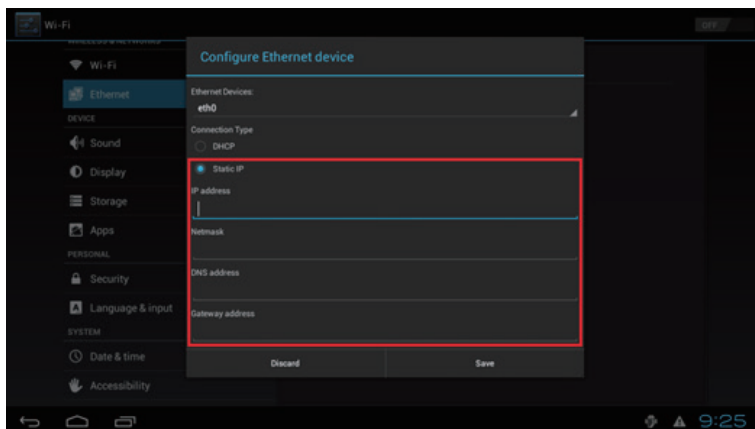 Wi-Fi
OFF
WIRELESS & NETWORKS
Wi-Fi
Ethernet
DEVICE
Sound
Display
Storage
Apps
PERSONAL
Security
Language & input
SYSTEM
Date & time
Accessibility
Configure Ethernet device
Ethernet Devices:
eth0
Connection Type
DHCP
Static IP
IP address
Netmask
DNS address
Gateway address
Discard
Save
9:25